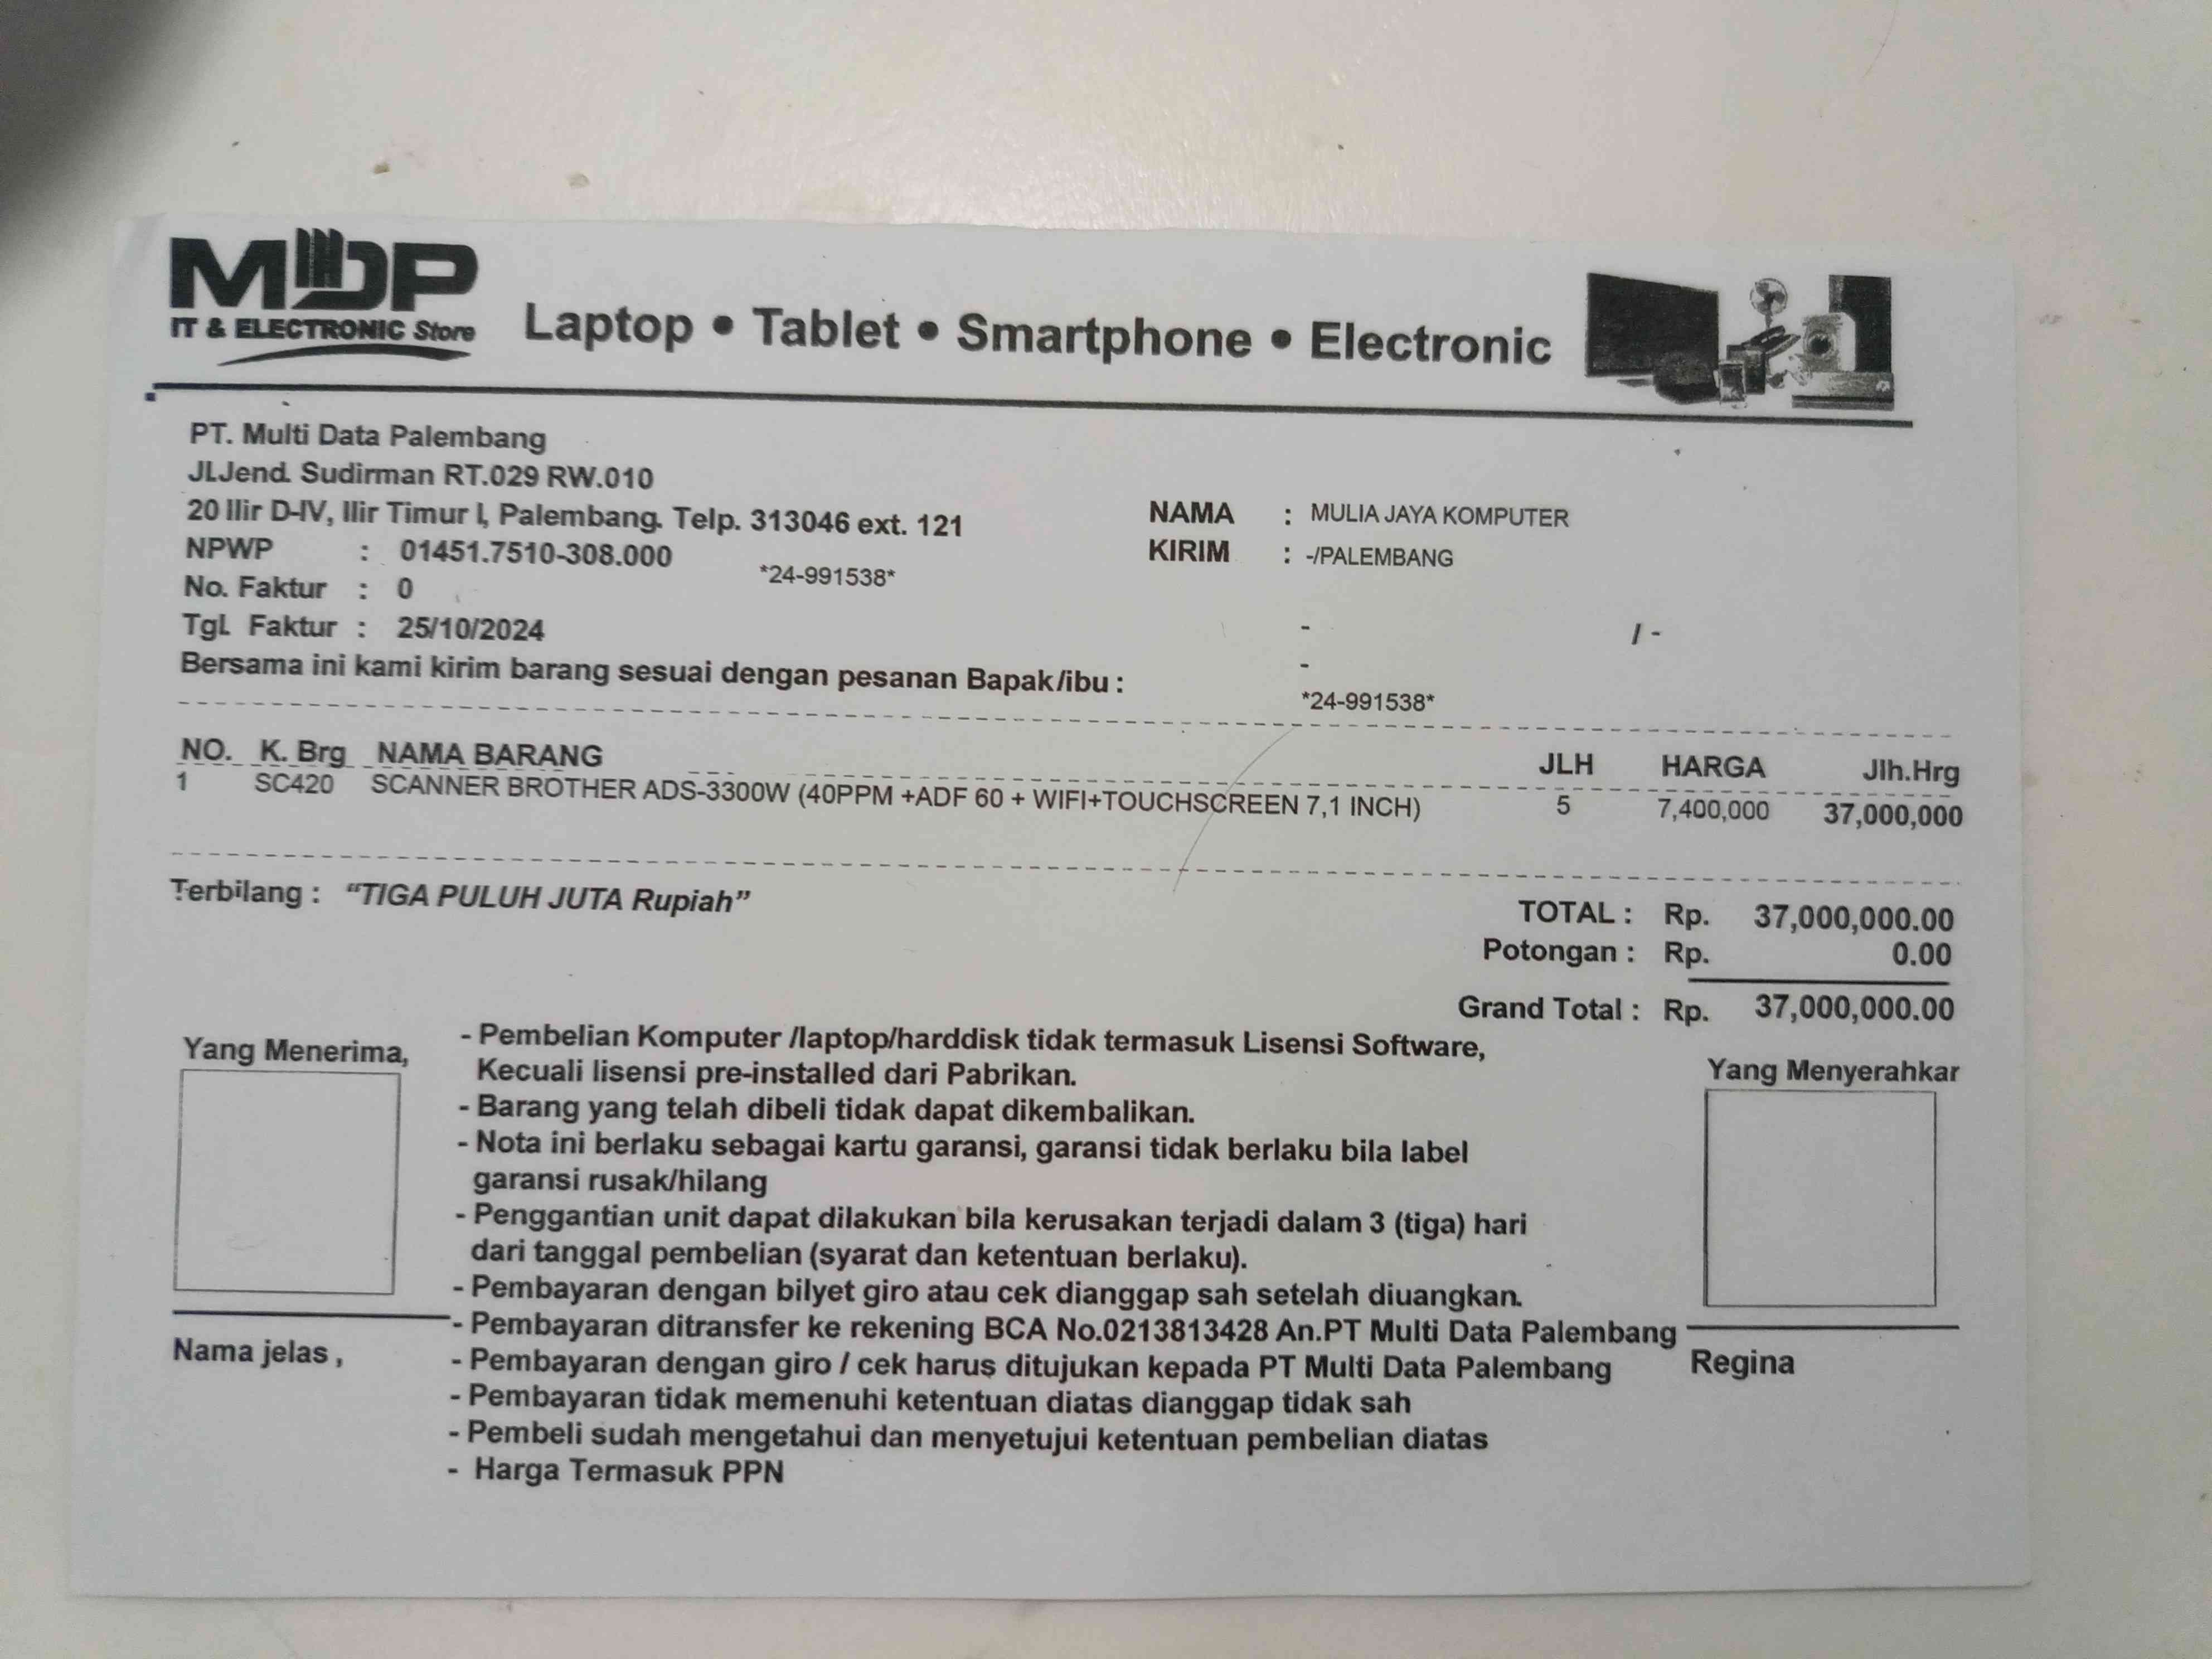 MDP
IT & ELECTRONIC Store
Laptop • Tablet • Smartphone • Electronic
PT. Multi Data Palembang
Jl.Jend. Sudirman RT.029 RW.010
20 Ilir D-IV, Ilir Timur I, Palembang. Telp. 313046 ext. 121
NPWP : 01451.7510-308.000
*24-991538*
No. Faktur : 0
Tgl. Faktur : 25/10/2024
Bersama ini kami kirim barang sesuai dengan pesanan Bapak/ibu :
NAMA : MULIA JAYA KOMPUTER
KIRIM : -/PALEMBANG
- / -
-
*24-991538*
NO. K. Brg NAMA BARANG JLH HARGA Jlh.Hrg
1 SC420 SCANNER BROTHER ADS-3300W (40PPM +ADF 60 + WIFI+TOUCHSCREEN 7,1 INCH) 5 7,400,000 37,000,000
Terbilang : "TIGA PULUH JUTA Rupiah"
TOTAL : Rp. 37,000,000.00
Potongan : Rp. 0.00
Grand Total : Rp. 37,000,000.00
Yang Menerima,
Nama jelas ,
- Pembelian Komputer /laptop/harddisk tidak termasuk Lisensi Software,
Kecuali lisensi pre-installed dari Pabrikan.
- Barang yang telah dibeli tidak dapat dikembalikan.
- Nota ini berlaku sebagai kartu garansi, garansi tidak berlaku bila label
garansi rusak/hilang
- Penggantian unit dapat dilakukan bila kerusakan terjadi dalam 3 (tiga) hari
dari tanggal pembelian (syarat dan ketentuan berlaku).
- Pembayaran dengan bilyet giro atau cek dianggap sah setelah diuangkan.
- Pembayaran ditransfer ke rekening BCA No.0213813428 An.PT Multi Data Palembang
- Pembayaran dengan giro / cek harus ditujukan kepada PT Multi Data Palembang
- Pembayaran tidak memenuhi ketentuan diatas dianggap tidak sah
- Pembeli sudah mengetahui dan menyetujui ketentuan pembelian diatas
- Harga Termasuk PPN
Yang Menyerahkar
Regina